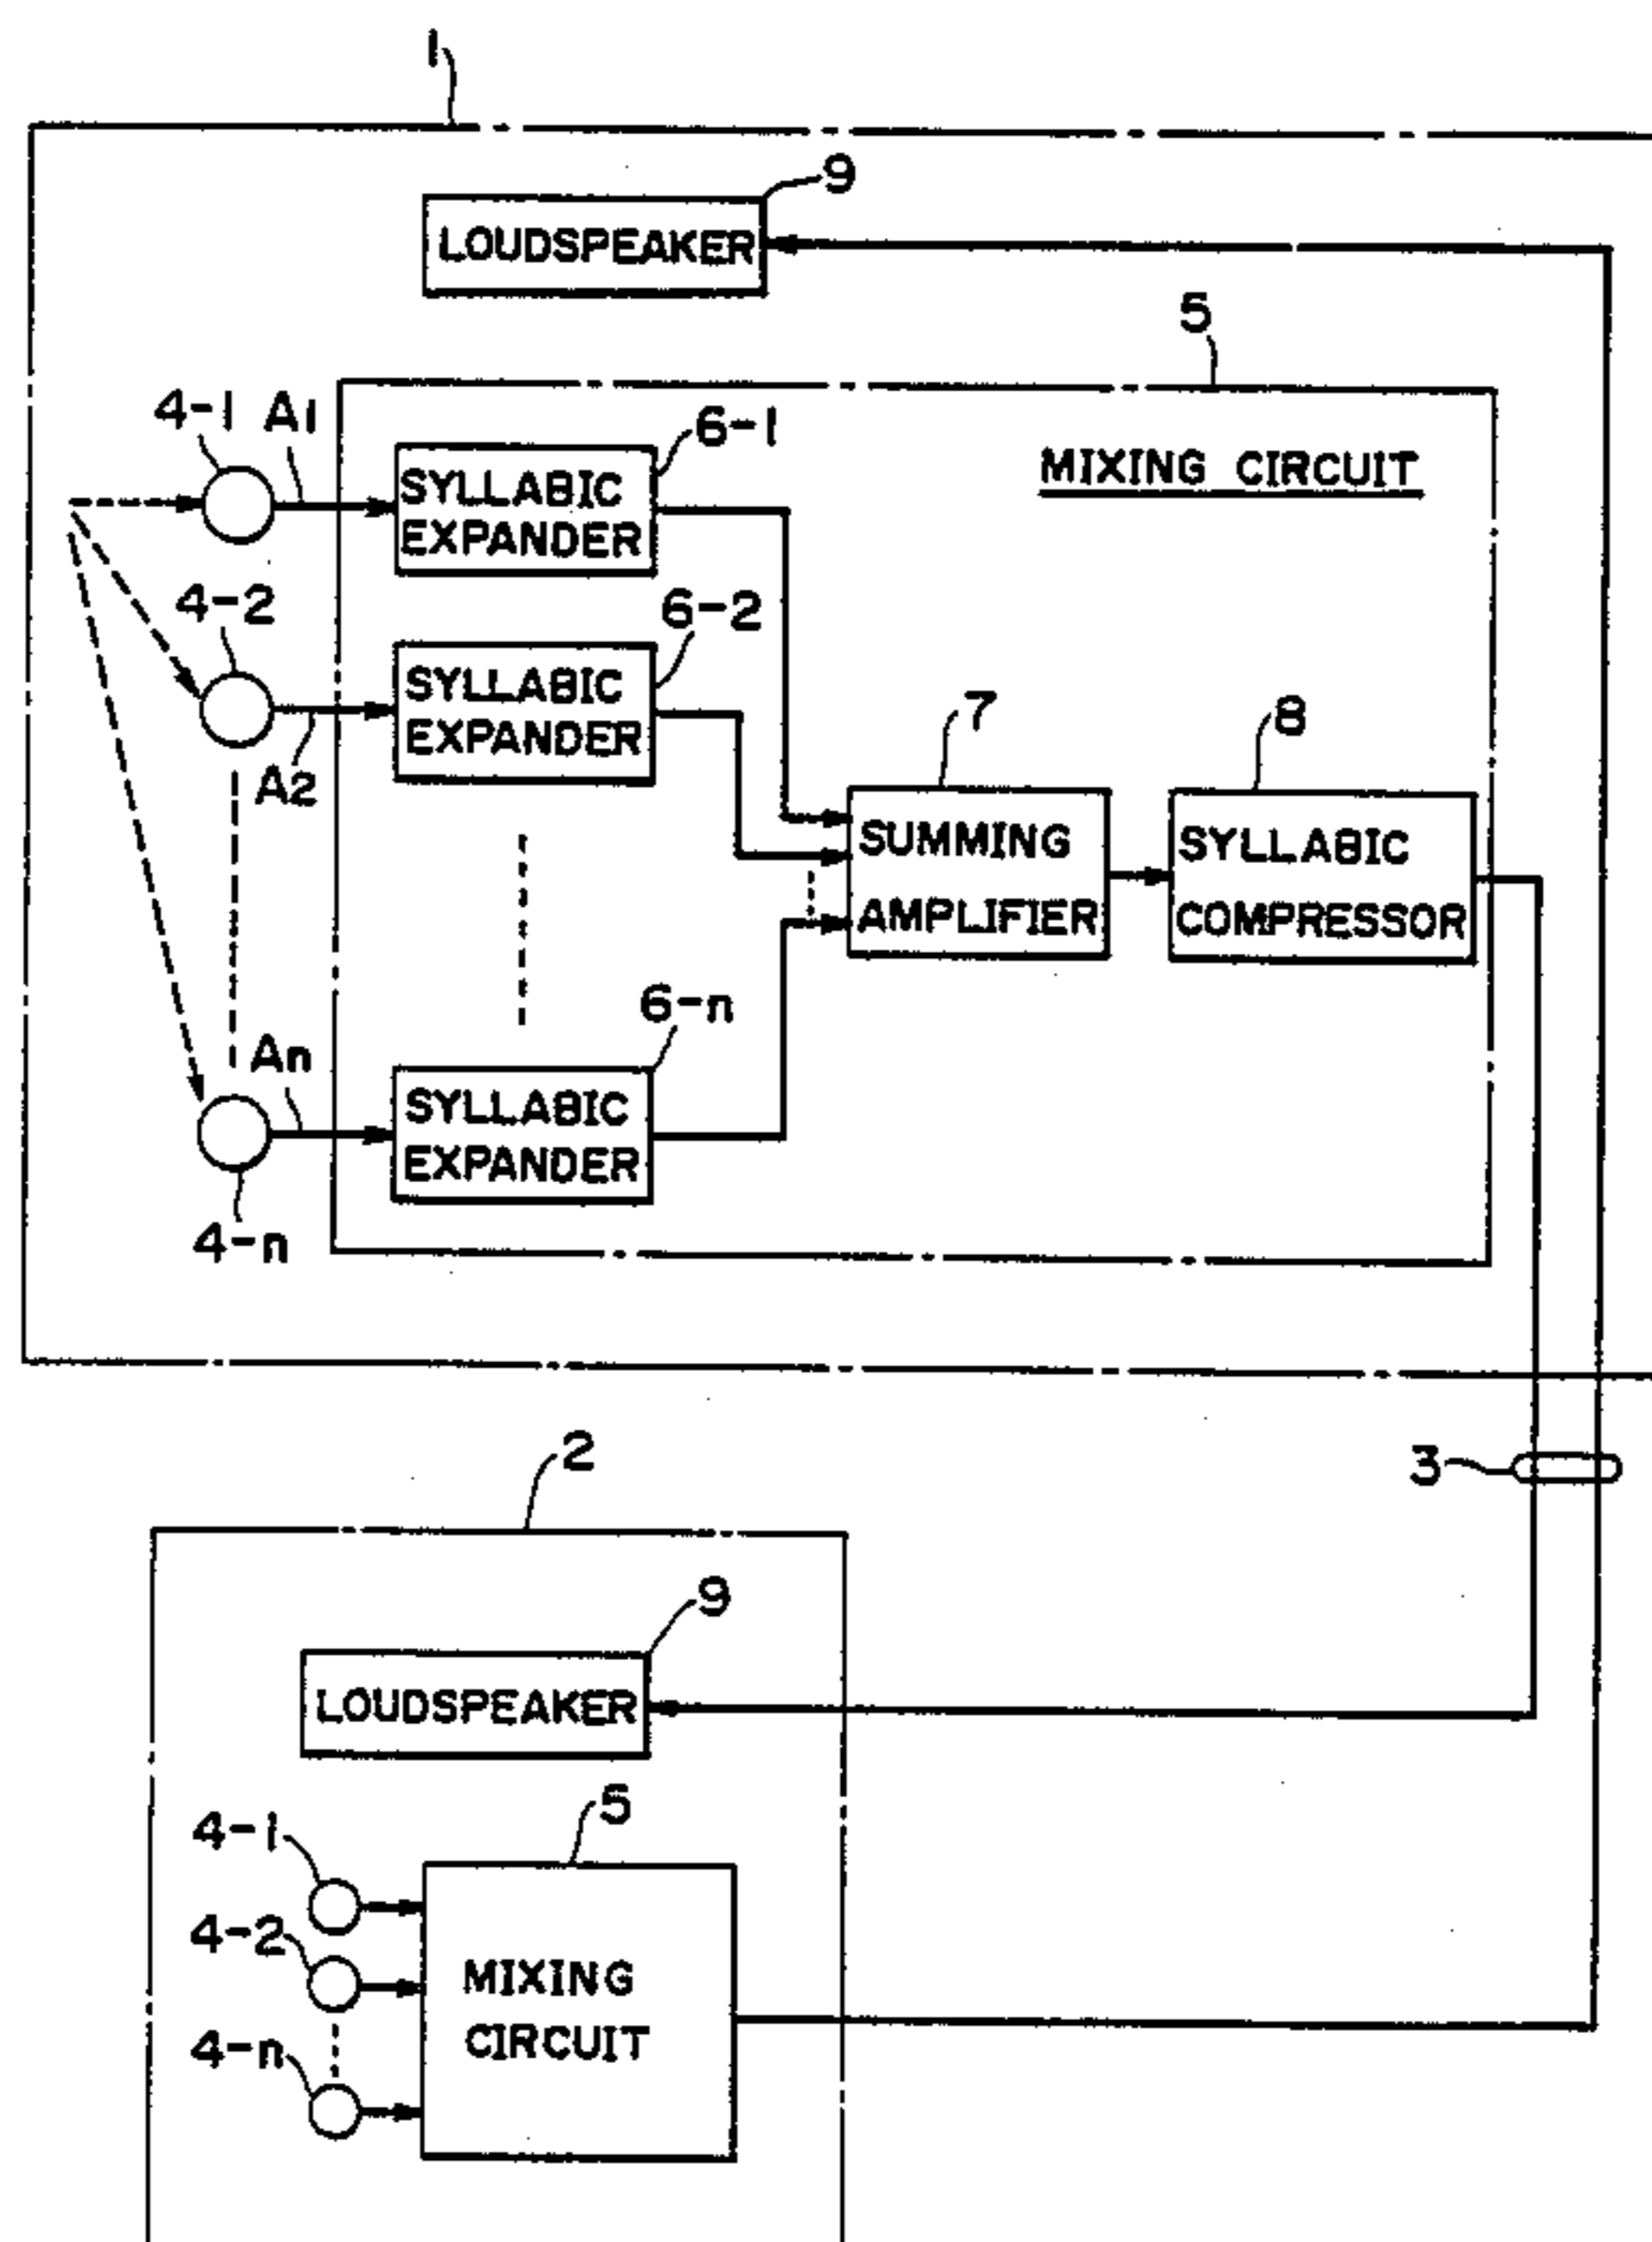 1
9
LOUDSPEAKER
5
4-1 A1
6-1
MIXING CIRCUIT
SYLLABIC
EXPANDER
4-2
6-2
SYLLABIC
EXPANDER
A2
7
8
SUMMING
AMPLIFIER
SYLLABIC
COMPRESSOR
6-n
An
SYLLABIC
EXPANDER
4-n
2
3
9
LOUDSPEAKER
5
4-1
4-2
4-n
MIXING
CIRCUIT